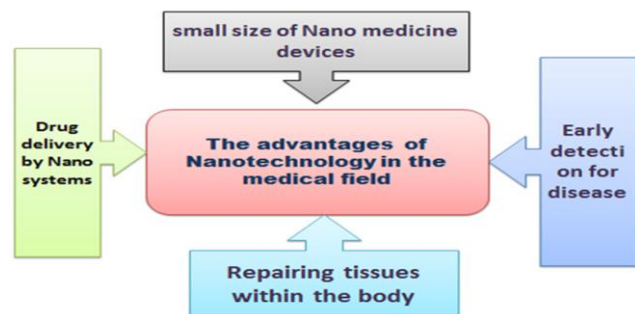 small size of Nano medicine
devices
Drug
delivery
by Nano
systems
The advantages of
Nanotechnology in the
medical field
Early
detecti
on for
disease
Repairing tissues
within the body